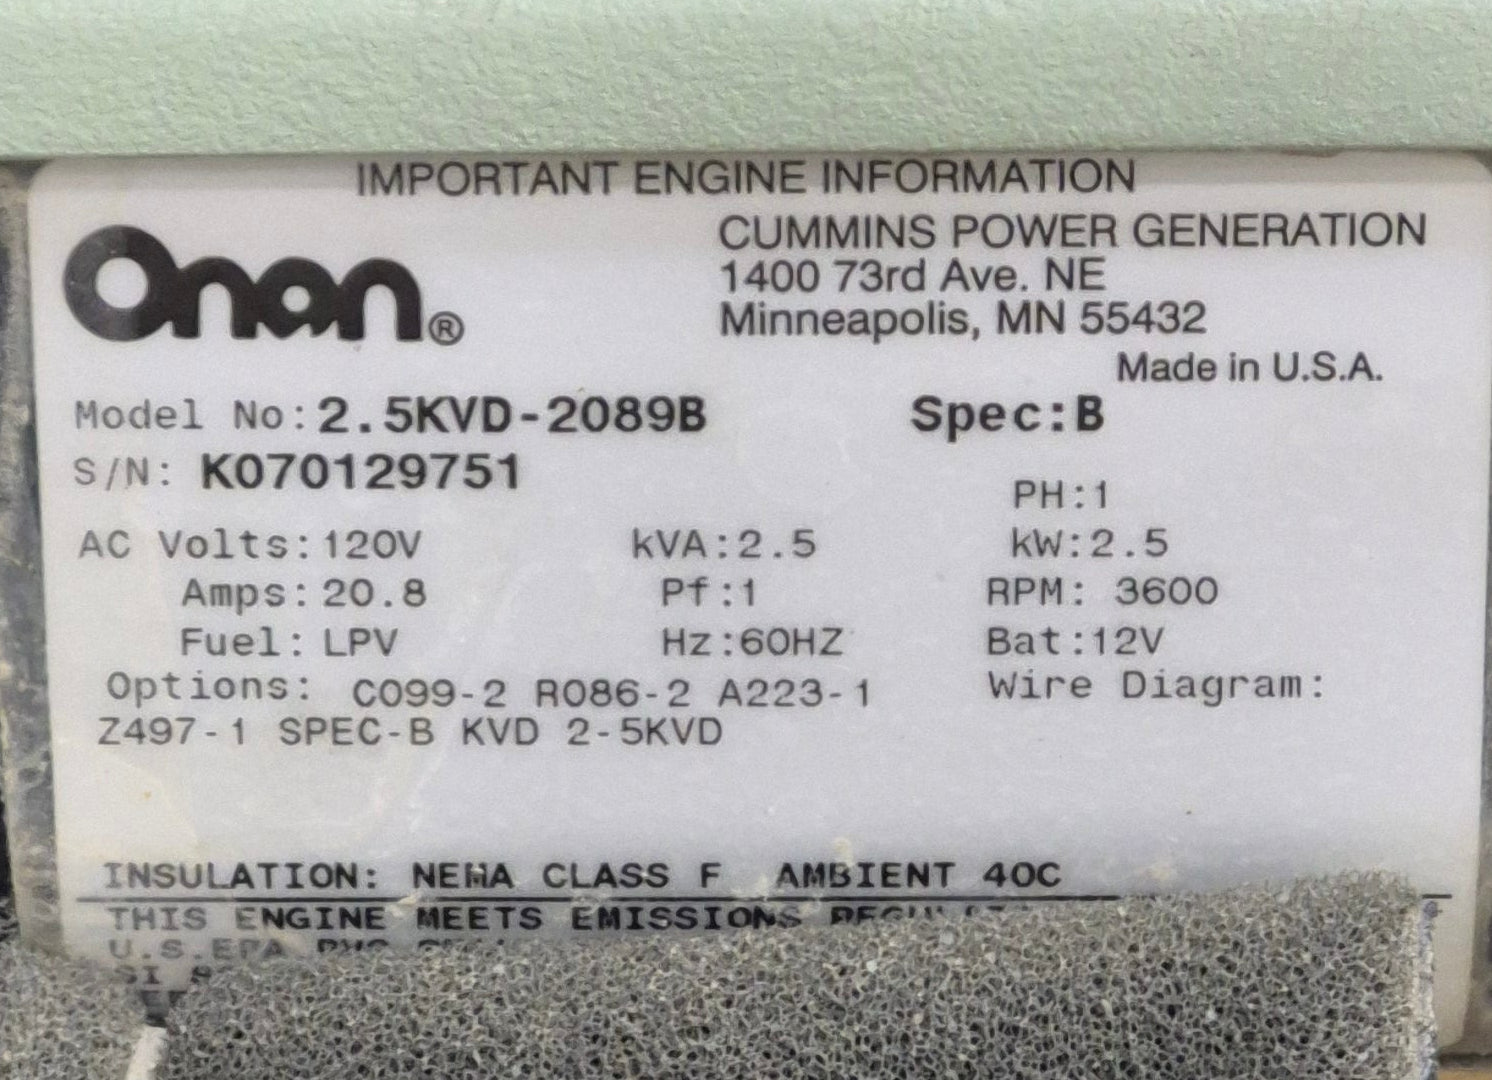 IMPORTANT ENGINE INFORMATION
Onan®
CUMMINS POWER GENERATION
1400 73rd Ave. NE
Minneapolis, MN 55432
Made in U.S.A.
Model No:2.5KVD-2089B Spec:B
S/N: K070129751
PH:1
AC Volts:120V kVA:2.5 kW:2.5
Amps:20.8 Pf:1 RPM: 3600
Fuel: LPV Hz:60HZ Bat:12V
Options: C099-2 R086-2 A223-1 Wire Diagram:
Z497-1 SPEC-B KVD 2-5KVD
INSULATION: NEMA CLASS F AMBIENT 40C
THIS ENGINE MEETS EMISSIONS
U.S.EPA
SI